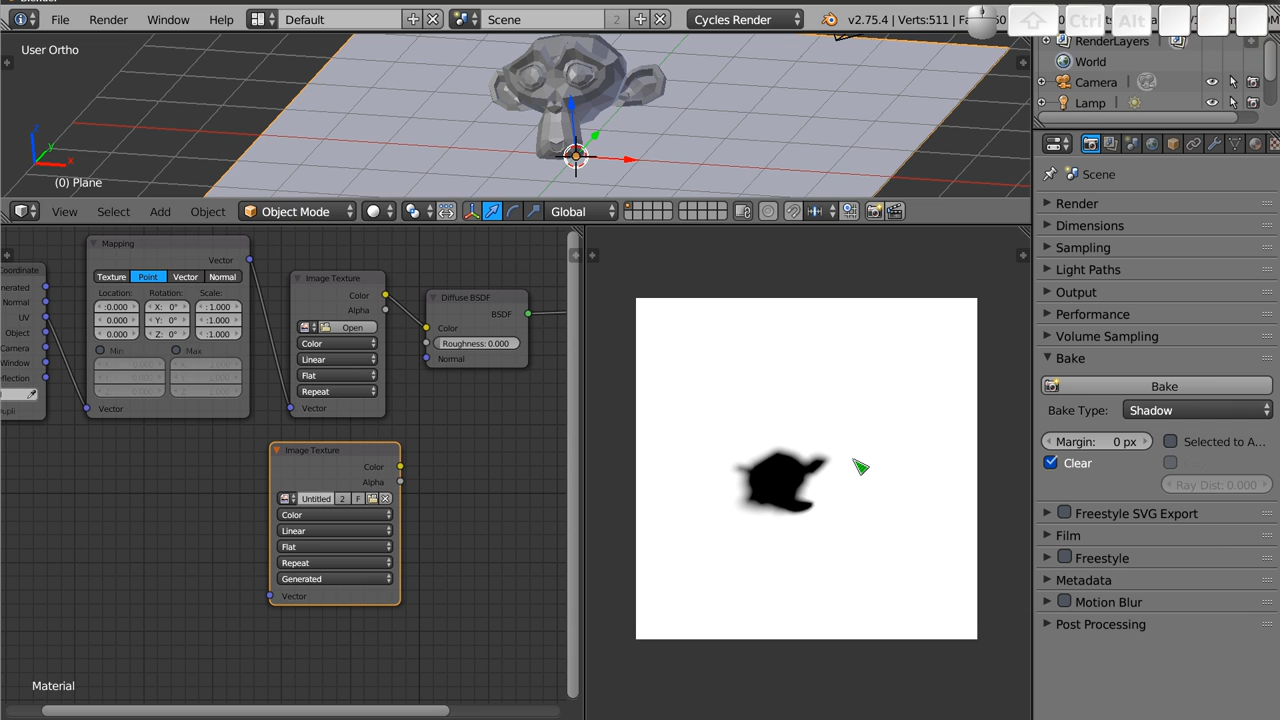 File Render Window Help Default Scene 2 Cycles Render v2.75.4 | Verts:511 |
Ctrl Alt
User Ortho
RenderLayers
World
Camera
Lamp
z
y
x
(0) Plane
View Select Add Object Object Mode Global
Scene
Render
Dimensions
Sampling
Light Paths
Output
Performance
Volume Sampling
Bake
Bake
Bake Type: Shadow
Margin: 0 px Selected to A...
Clear
Ray Dist: 0.000
Freestyle SVG Export
Film
Freestyle
Metadata
Motion Blur
Post Processing
Coordinate
nerated
Normal
UV
Object
Camera
Window
eflection
Dupli
Mapping
Vector
Texture Point Vector Normal
Location: Rotation: Scale:
:0.000 X: 0° :1.000
0.000 Y: 0° :1.000
0.000 Z: 0° :1.000
Min Max
Vector
Image Texture
Color
Alpha
Open
Color
Linear
Flat
Repeat
Vector
Diffuse BSDF
BSDF
Color
Roughness: 0.000
Normal
Image Texture
Color
Alpha
Untitled 2 F
Color
Linear
Flat
Repeat
Generated
Vector
Material